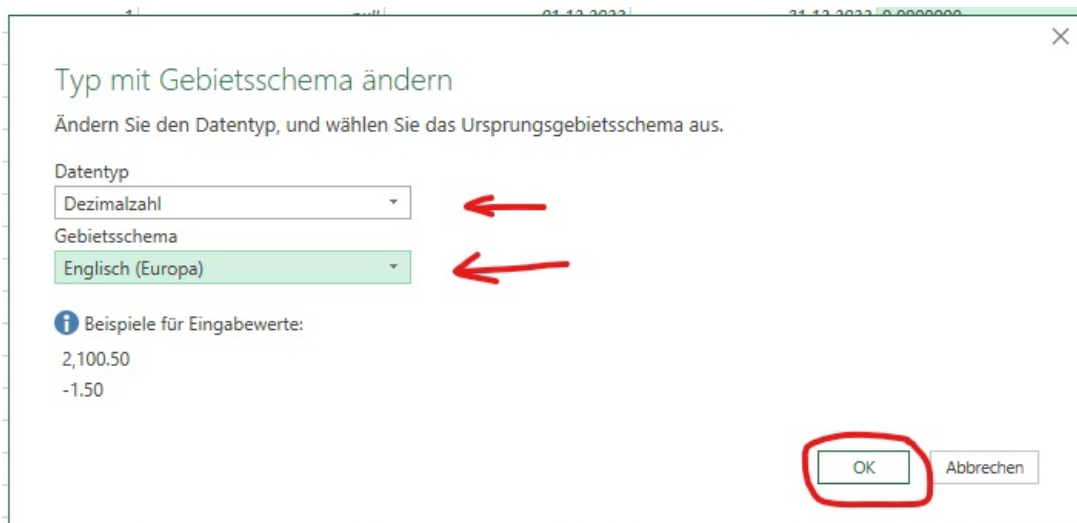 Typ mit Gebietsschema ändern
Ändern Sie den Datentyp, und wählen Sie das Ursprungsgebietsschema aus.
Datentyp
Dezimalzahl
Gebietsschema
Englisch (Europa)
Beispiele für Eingabewerte:
2,100.50
-1.50
OK Abbrechen